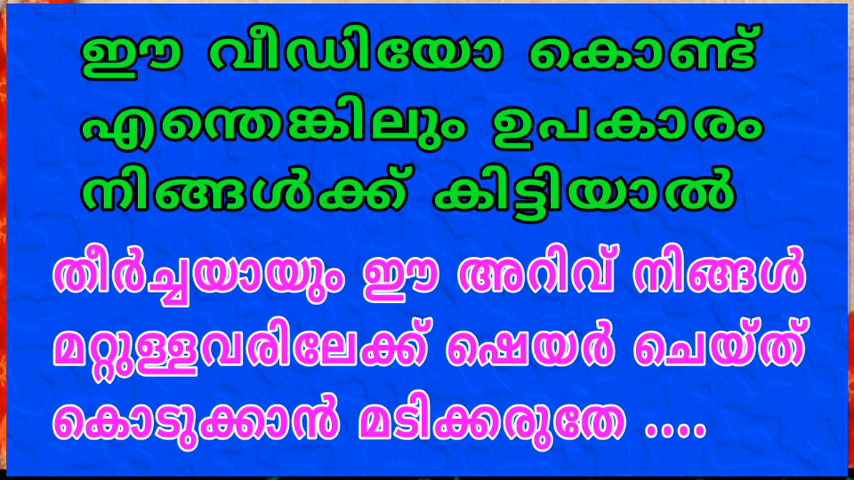 ഈ വീഡിയോ കൊണ്ട്
എന്തെങ്കിലും ഉപകാരം
നിങ്ങൾക്ക് കിട്ടിയാൽ
തീർച്ചയായും ഈ അറിവ് നിങ്ങൾ
മറ്റുള്ളവരിലേക്ക് ഷെയർ ചെയ്ത്
കൊടുക്കാൻ മടിക്കരുതേ ....